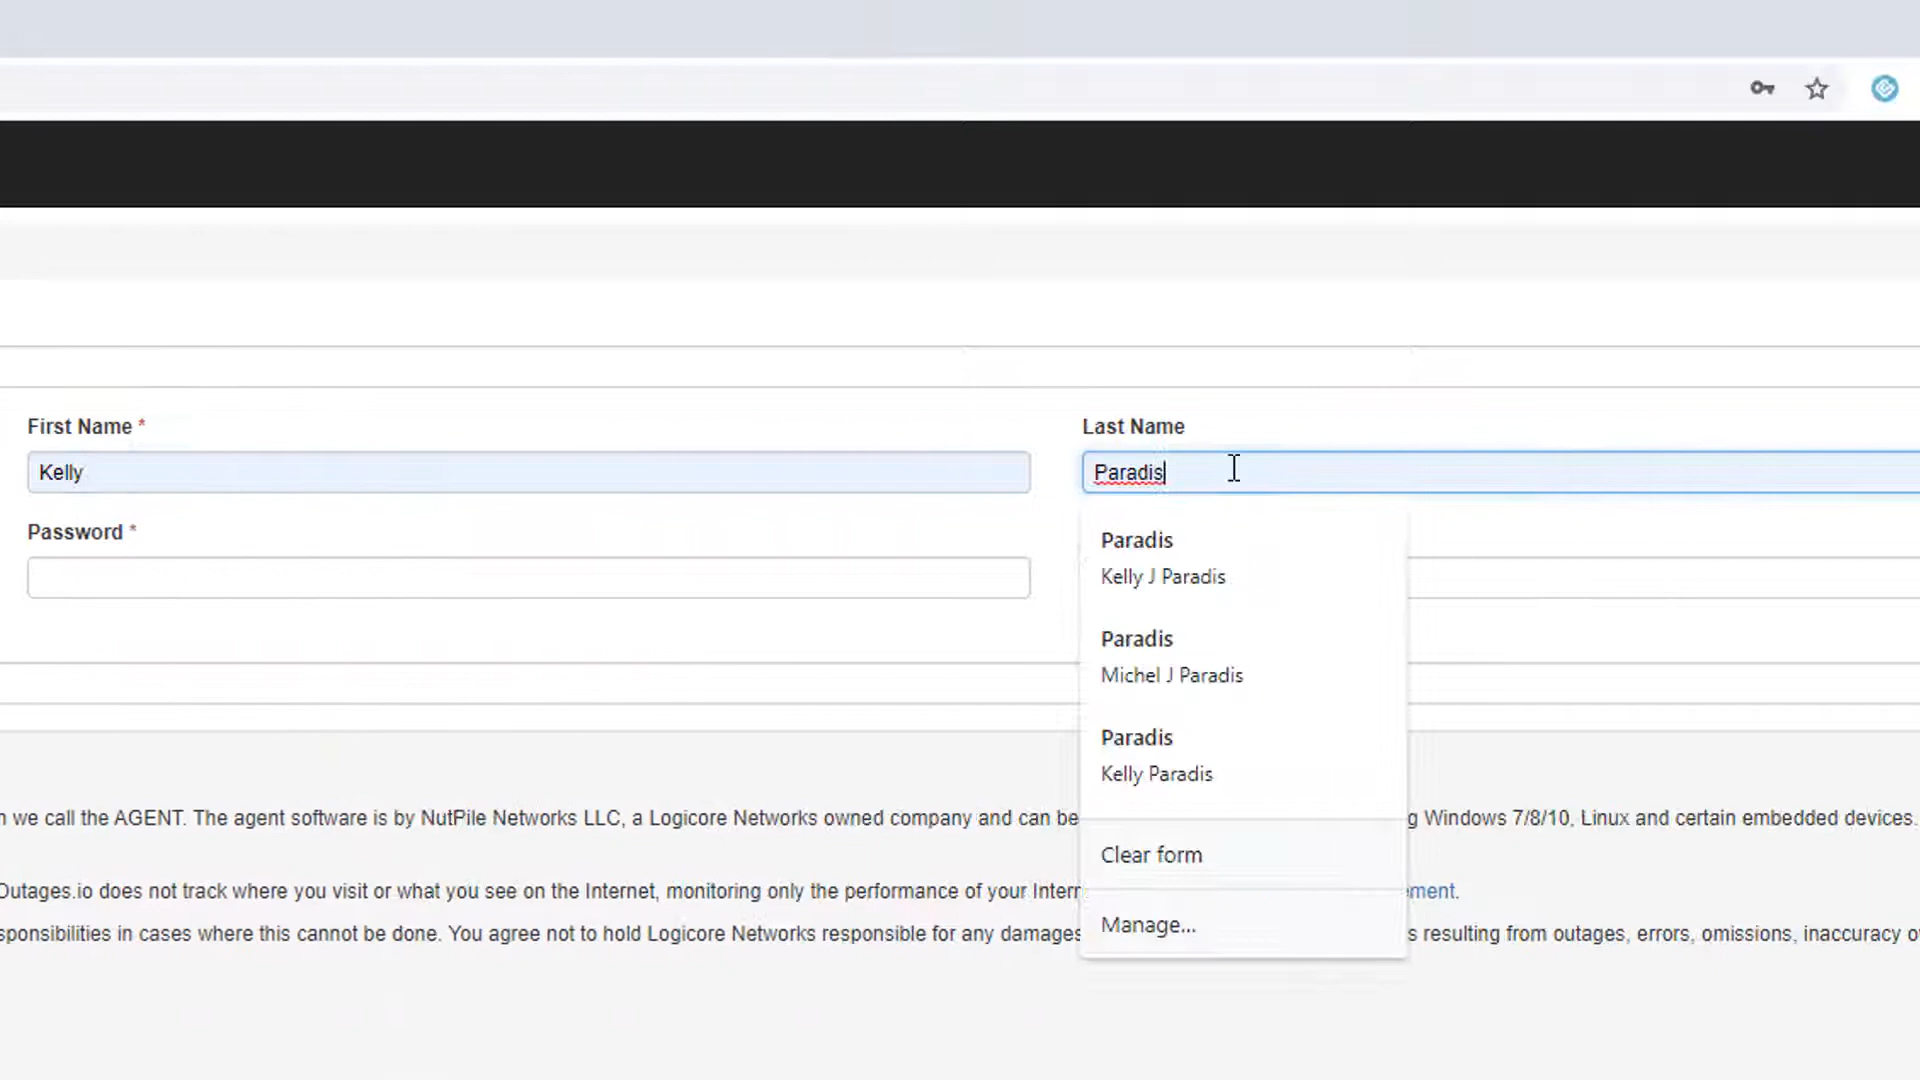 First Name *
Last Name
Kelly
Paradis
Password *
Paradis
Kelly J Paradis
Paradis
Michel J Paradis
Paradis
Kelly Paradis
we call the AGENT. The agent software is by NutPile Networks LLC, a Logicore Networks owned company and can be g Windows 7/8/10, Linux and certain embedded devices.
Clear form
Outages.io does not track where you visit or what you see on the Internet, monitoring only the performance of your Intern ment.
Manage...
sponsibilities in cases where this cannot be done. You agree not to hold Logicore Networks responsible for any damages s resulting from outages, errors, omissions, inaccuracy o